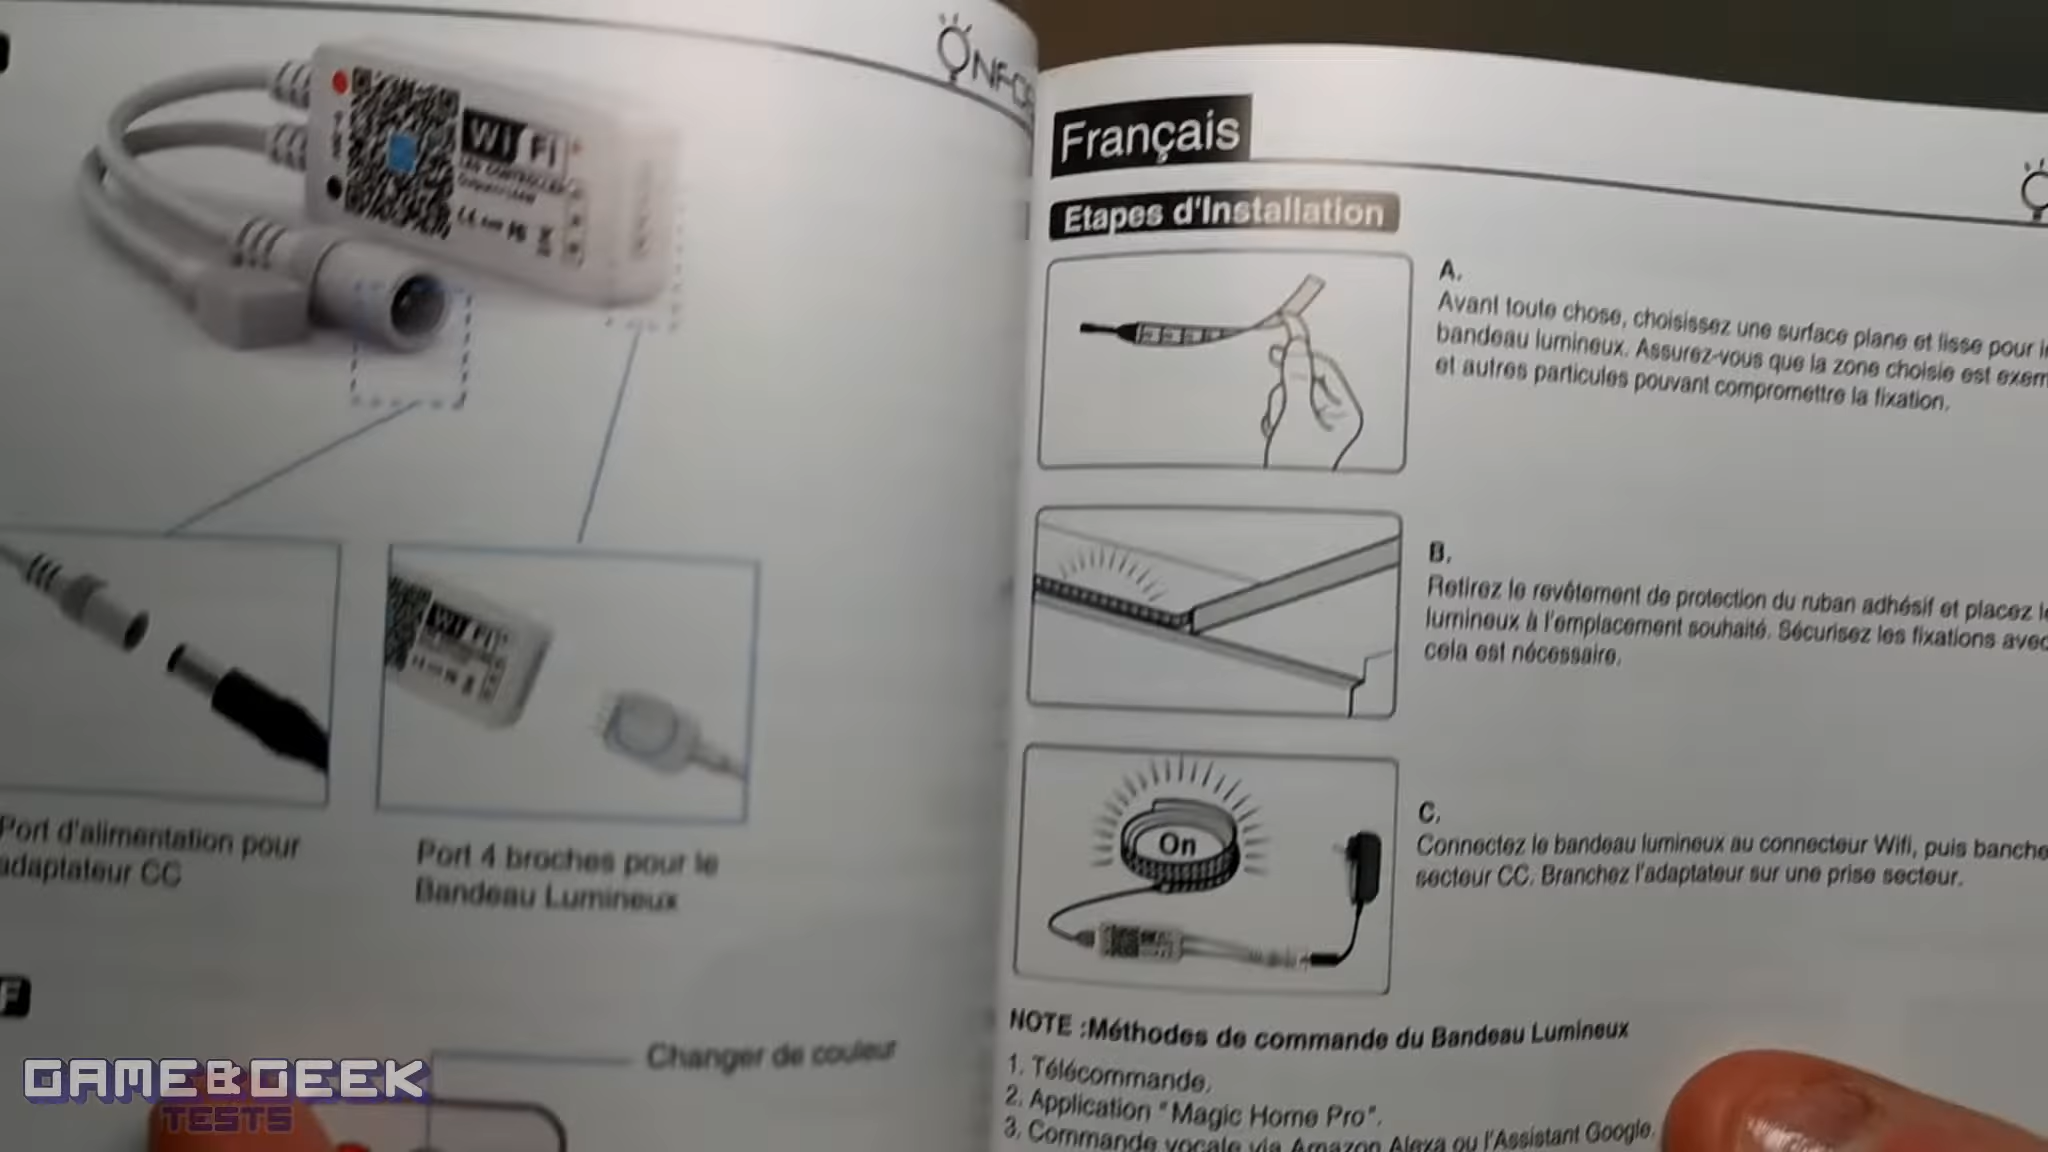 WiFi
LED CONTROLLER
WiFi
Port d'alimentation pour
adaptateur CC
Port 4 broches pour le
Bandeau Lumineux
F
Changer de couleur
GAME&GEEK
TESTS
Français
Etapes d'Installation
A.
Avant toute chose, choisissez une surface plane et lisse pour
bandeau lumineux. Assurez-vous que la zone choisie est
et autres particules pouvant compromettre la fixation.
B.
Retirez le revêtement de protection du ruban adhésif et placez
lumineux à l'emplacement souhaité. Sécurisez les fixations avec
cela est nécessaire.
On
C.
Connectez le bandeau lumineux au connecteur Wifi, puis banche
secteur CC. Branchez l'adaptateur sur une prise secteur.
NOTE :Méthodes de commande du Bandeau Lumineux
1. Télécommande.
2. Application "Magic Home Pro".
3. Commande vocale via Amazon Alexa ou l'Assistant Google.